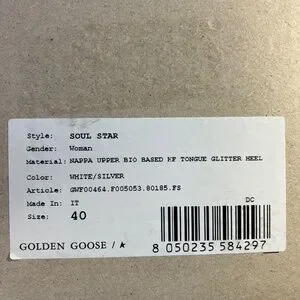 Style: SOUL STAR
Gender: Woman
Material: NAPPA UPPER BIO BASED HF TONGUE GLITTER HEEL
Color: WHITE/SILVER
Article: GWF00464.F005053.80185.FS
Made In: IT
DC
Size: 40
GOLDEN GOOSE / ★
8 050235 584297